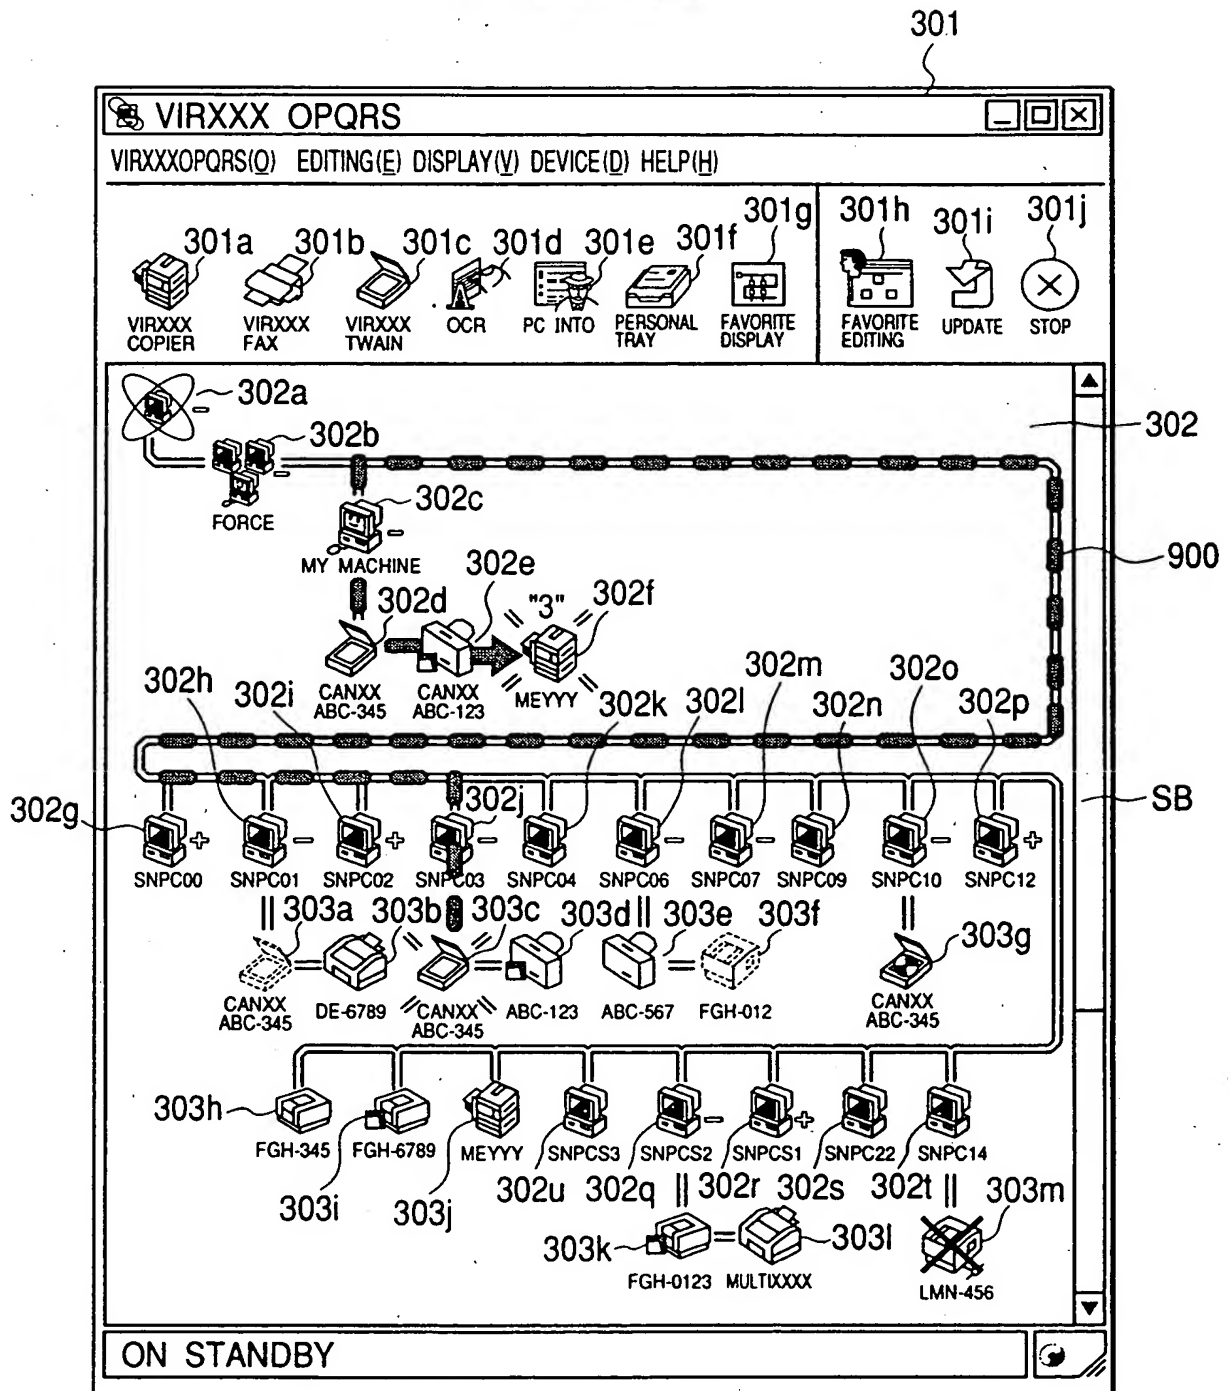 301
VIRXXX OPQRS
VIRXXXOPQRS(O) EDITING(E) DISPLAY(V) DEVICE(D) HELP(H)
301a 301b 301c 301d 301e 301f 301g 301h 301i 301j
VIRXXX COPIER
VIRXXX FAX
VIRXXX TWAIN
OCR
PC INTO
PERSONAL TRAY
FAVORITE DISPLAY
FAVORITE EDITING
UPDATE
STOP
302a
302
302b
FORCE
302c
MY MACHINE
900
302d
302e
"3"
302f
CANXX ABC-345
CANXX ABC-123
MEYYY
302h 302i 302k 302l 302m 302n 302o 302p
302g
302j
SB
SNPC00 SNPC01 SNPC02 SNPC03 SNPC04 SNPC06 SNPC07 SNPC09 SNPC10 SNPC12
303a 303b 303c 303d 303e 303f 303g
CANXX ABC-345
DE-6789
CANXX ABC-345
ABC-123
ABC-567
FGH-012
CANXX ABC-345
303h
FGH-345 FGH-6789 MEYYY SNPCS3 SNPCS2 SNPCS1 SNPC22 SNPC14
303i 303j 302u 302q 302r 302s 302t 303m
303k 303l
FGH-0123 MULTIXXXX LMN-456
ON STANDBY